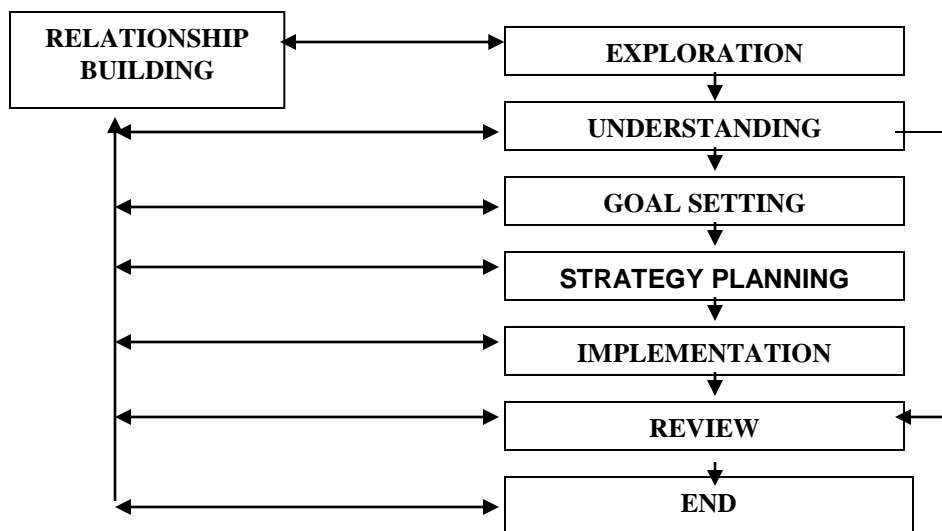 RELATIONSHIP
BUILDING
EXPLORATION
UNDERSTANDING
GOAL SETTING
STRATEGY PLANNING
IMPLEMENTATION
REVIEW
END